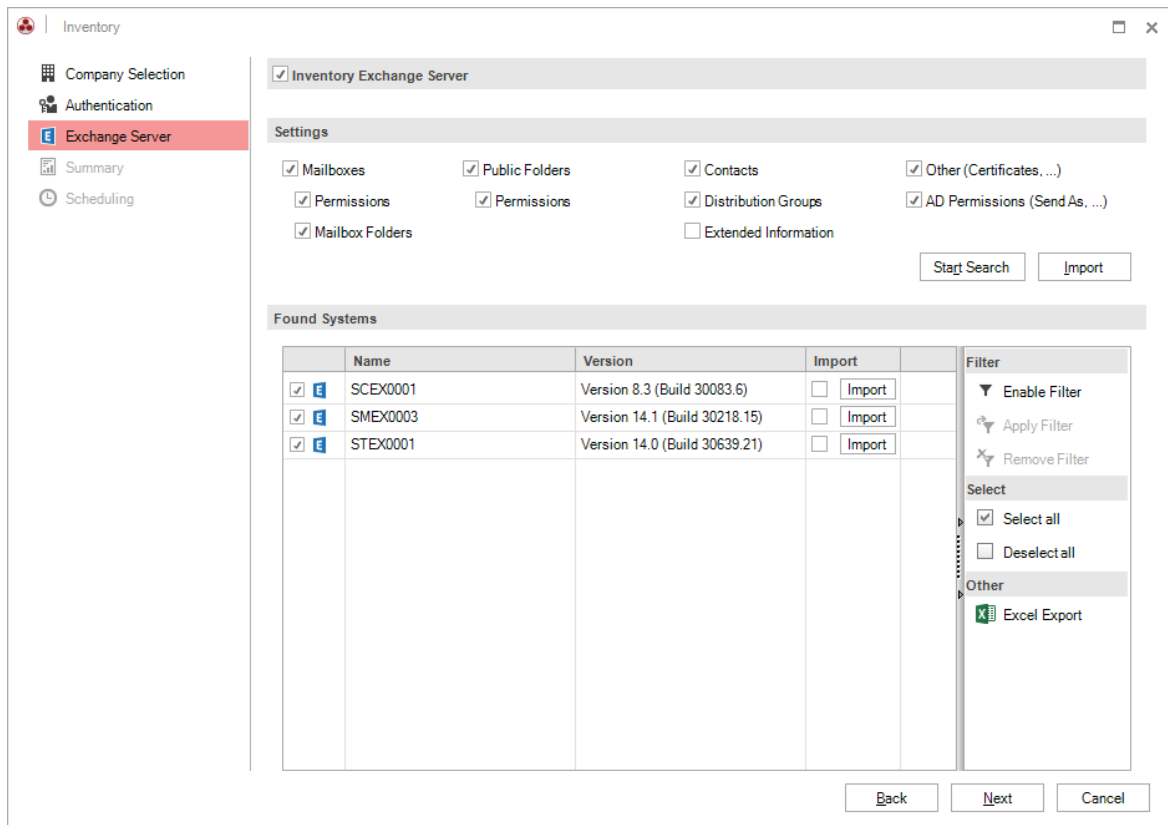 Inventory
Company Selection
Authentication
Exchange Server
Summary
Scheduling
Inventory Exchange Server
Settings
Mailboxes Public Folders Contacts Other (Certificates, ...)
Permissions Permissions Distribution Groups AD Permissions (Send As, ...)
Mailbox Folders Extended Information
Start Search Import
Found Systems
Name Version Import
SCEX0001 Version 8.3 (Build 30083.6) Import
SMEX0003 Version 14.1 (Build 30218.15) Import
STEX0001 Version 14.0 (Build 30639.21) Import
Filter
Enable Filter
Apply Filter
Remove Filter
Select
Select all
Deselect all
Other
Excel Export
Back Next Cancel